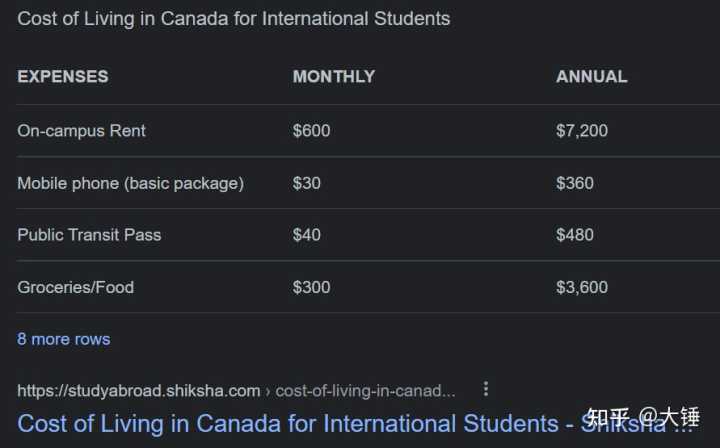 Cost of Living in Canada for International Students
EXPENSES MONTHLY ANNUAL
On-campus Rent $600 $7,200
Mobile phone (basic package) $30 $360
Public Transit Pass $40 $480
Groceries/Food $300 $3,600
8 more rows
https://studyabroad.shiksha.com › cost-of-living-in-canad...
Cost of Living in Canada for International Students - Shiksha ...
知乎 @大锤